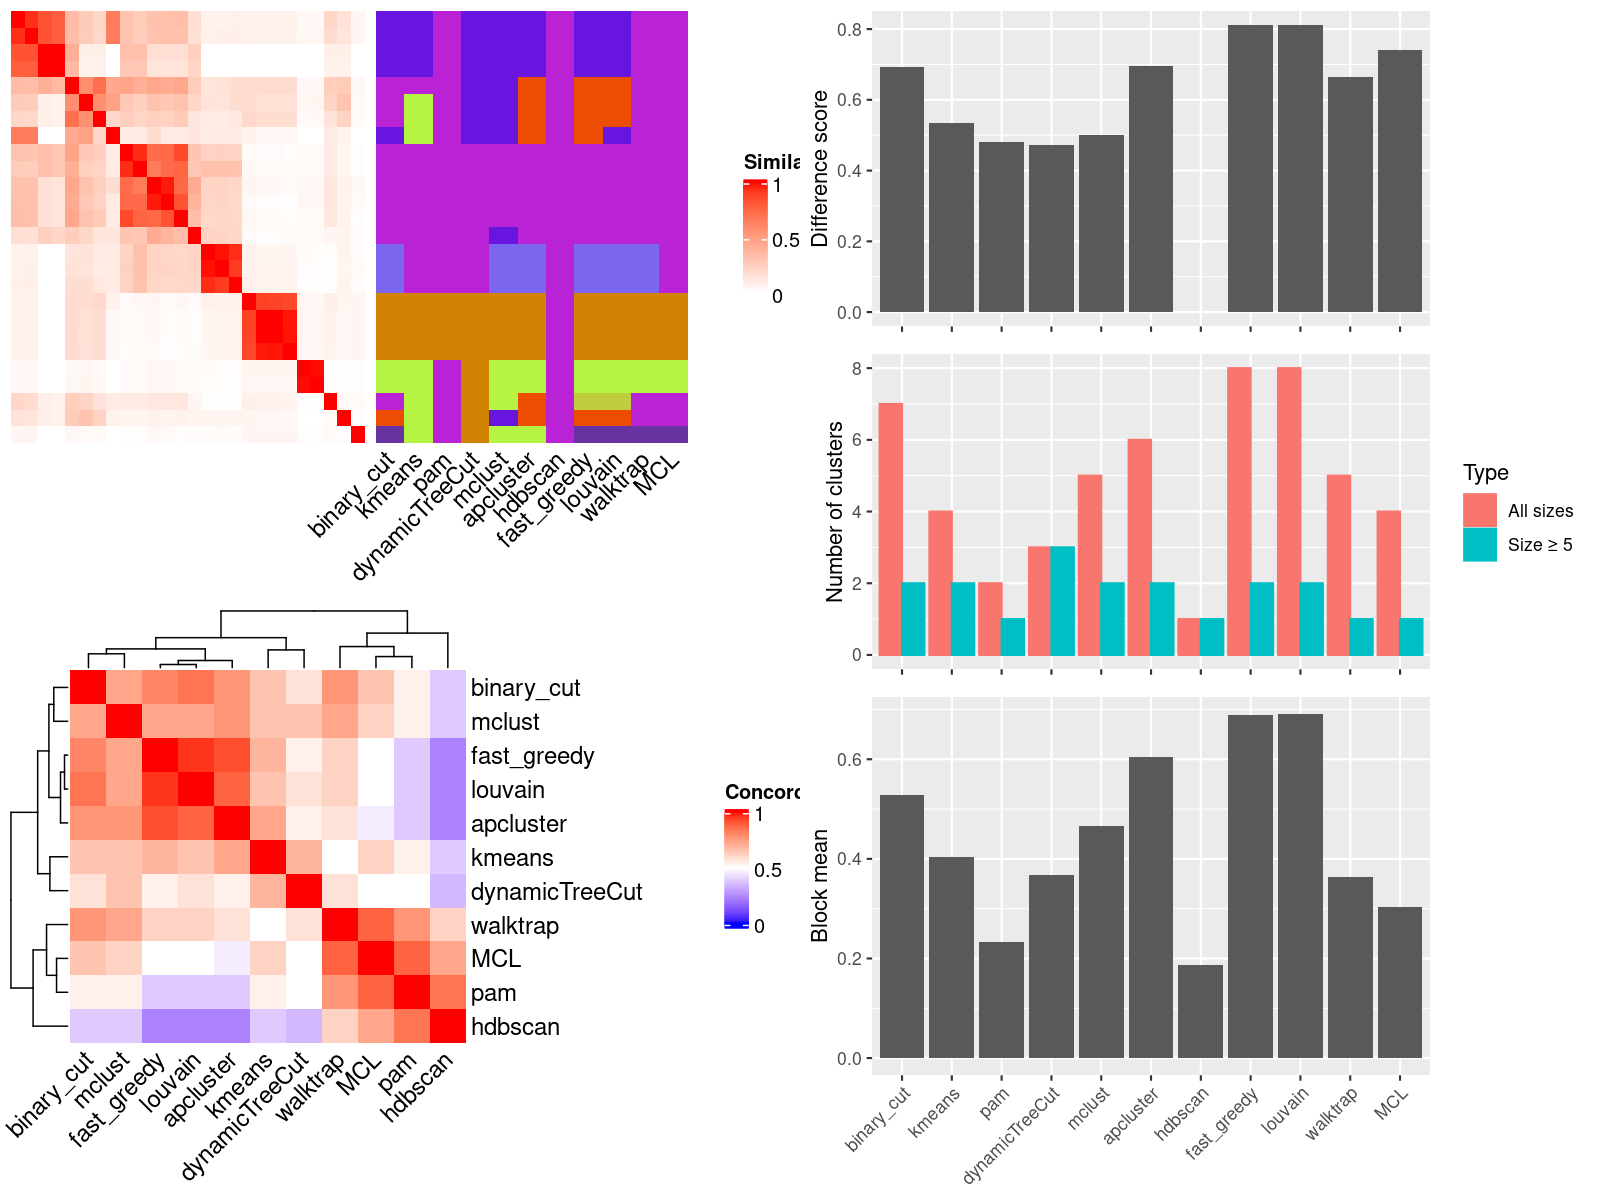 Simila
1
0.5
0
binary_cut
kmeans
pam
dynamicTreeCut
mclust
apcluster
hdbscan
fast_greedy
louvain
walktrap
MCL
binary_cut
mclust
fast_greedy
louvain
apcluster
kmeans
dynamicTreeCut
walktrap
MCL
pam
hdbscan
binary_cut
mclust
fast_greedy
louvain
apcluster
kmeans
dynamicTreeCut
walktrap
MCL
pam
hdbscan
Concord
1
0.5
0
Difference score
0.8
0.6
0.4
0.2
0.0
Number of clusters
8
6
4
2
0
Type
All sizes
Size ≥ 5
Block mean
0.6
0.4
0.2
0.0
binary_cut
kmeans
pam
dynamicTreeCut
mclust
apcluster
hdbscan
fast_greedy
louvain
walktrap
MCL